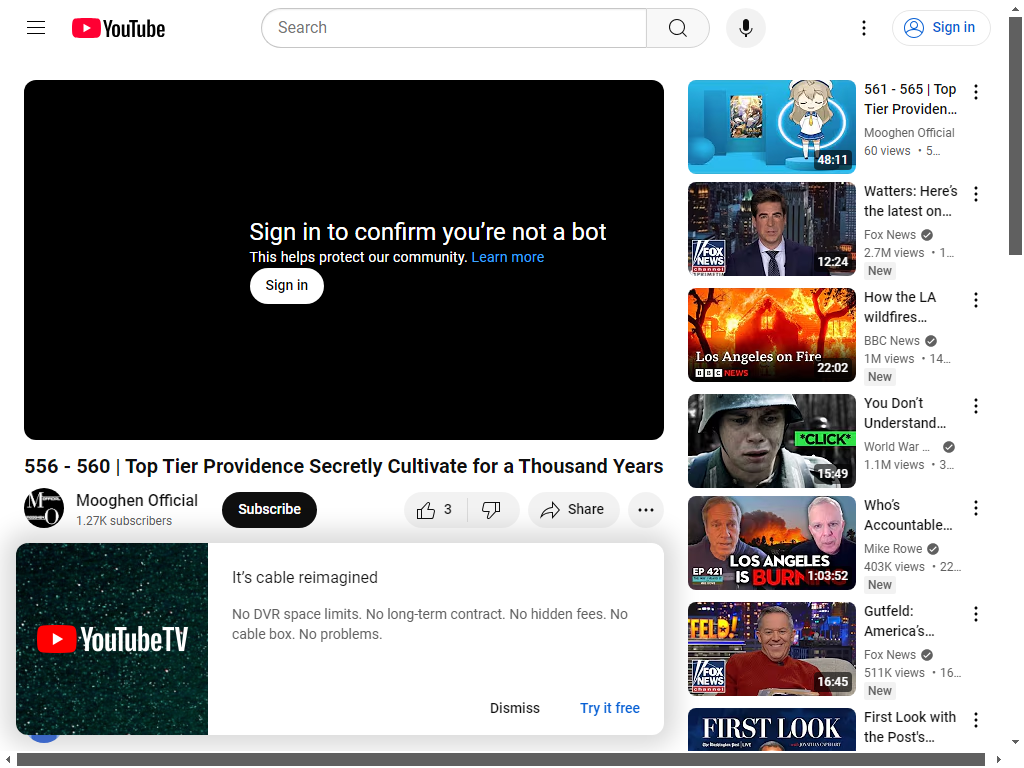 YouTube
Search
Sign in
Sign in to confirm you’re not a bot
This helps protect our community. Learn more
Sign in
556 - 560 | Top Tier Providence Secretly Cultivate for a Thousand Years
Mooghen Official
1.27K subscribers
Subscribe
3
Share
YouTubeTV
It’s cable reimagined
No DVR space limits. No long-term contract. No hidden fees. No
cable box. No problems.
Dismiss
Try it free
48:11
561 - 565 | Top
Tier Providen…
Mooghen Official
60 views • 5…
FOX
NEWS
channel
12:24
Watters: Here’s
the latest on…
Fox News
2.7M views • 1…
New
Los Angeles on Fire
BBC NEWS
22:02
How the LA
wildfires…
BBC News
1M views • 14…
New
*CLICK*
15:49
You Don’t
Understand…
World War …
1.1M views • 3…
EP 421
LOS ANGELES
IS BURNING
1:03:52
Who’s
Accountable…
Mike Rowe
403K views • 22…
New
FELD!
FOX
NEWS
channel
16:45
Gutfeld:
America’s…
Fox News
511K views • 16…
New
FIRST LOOK
First Look with
the Post's…